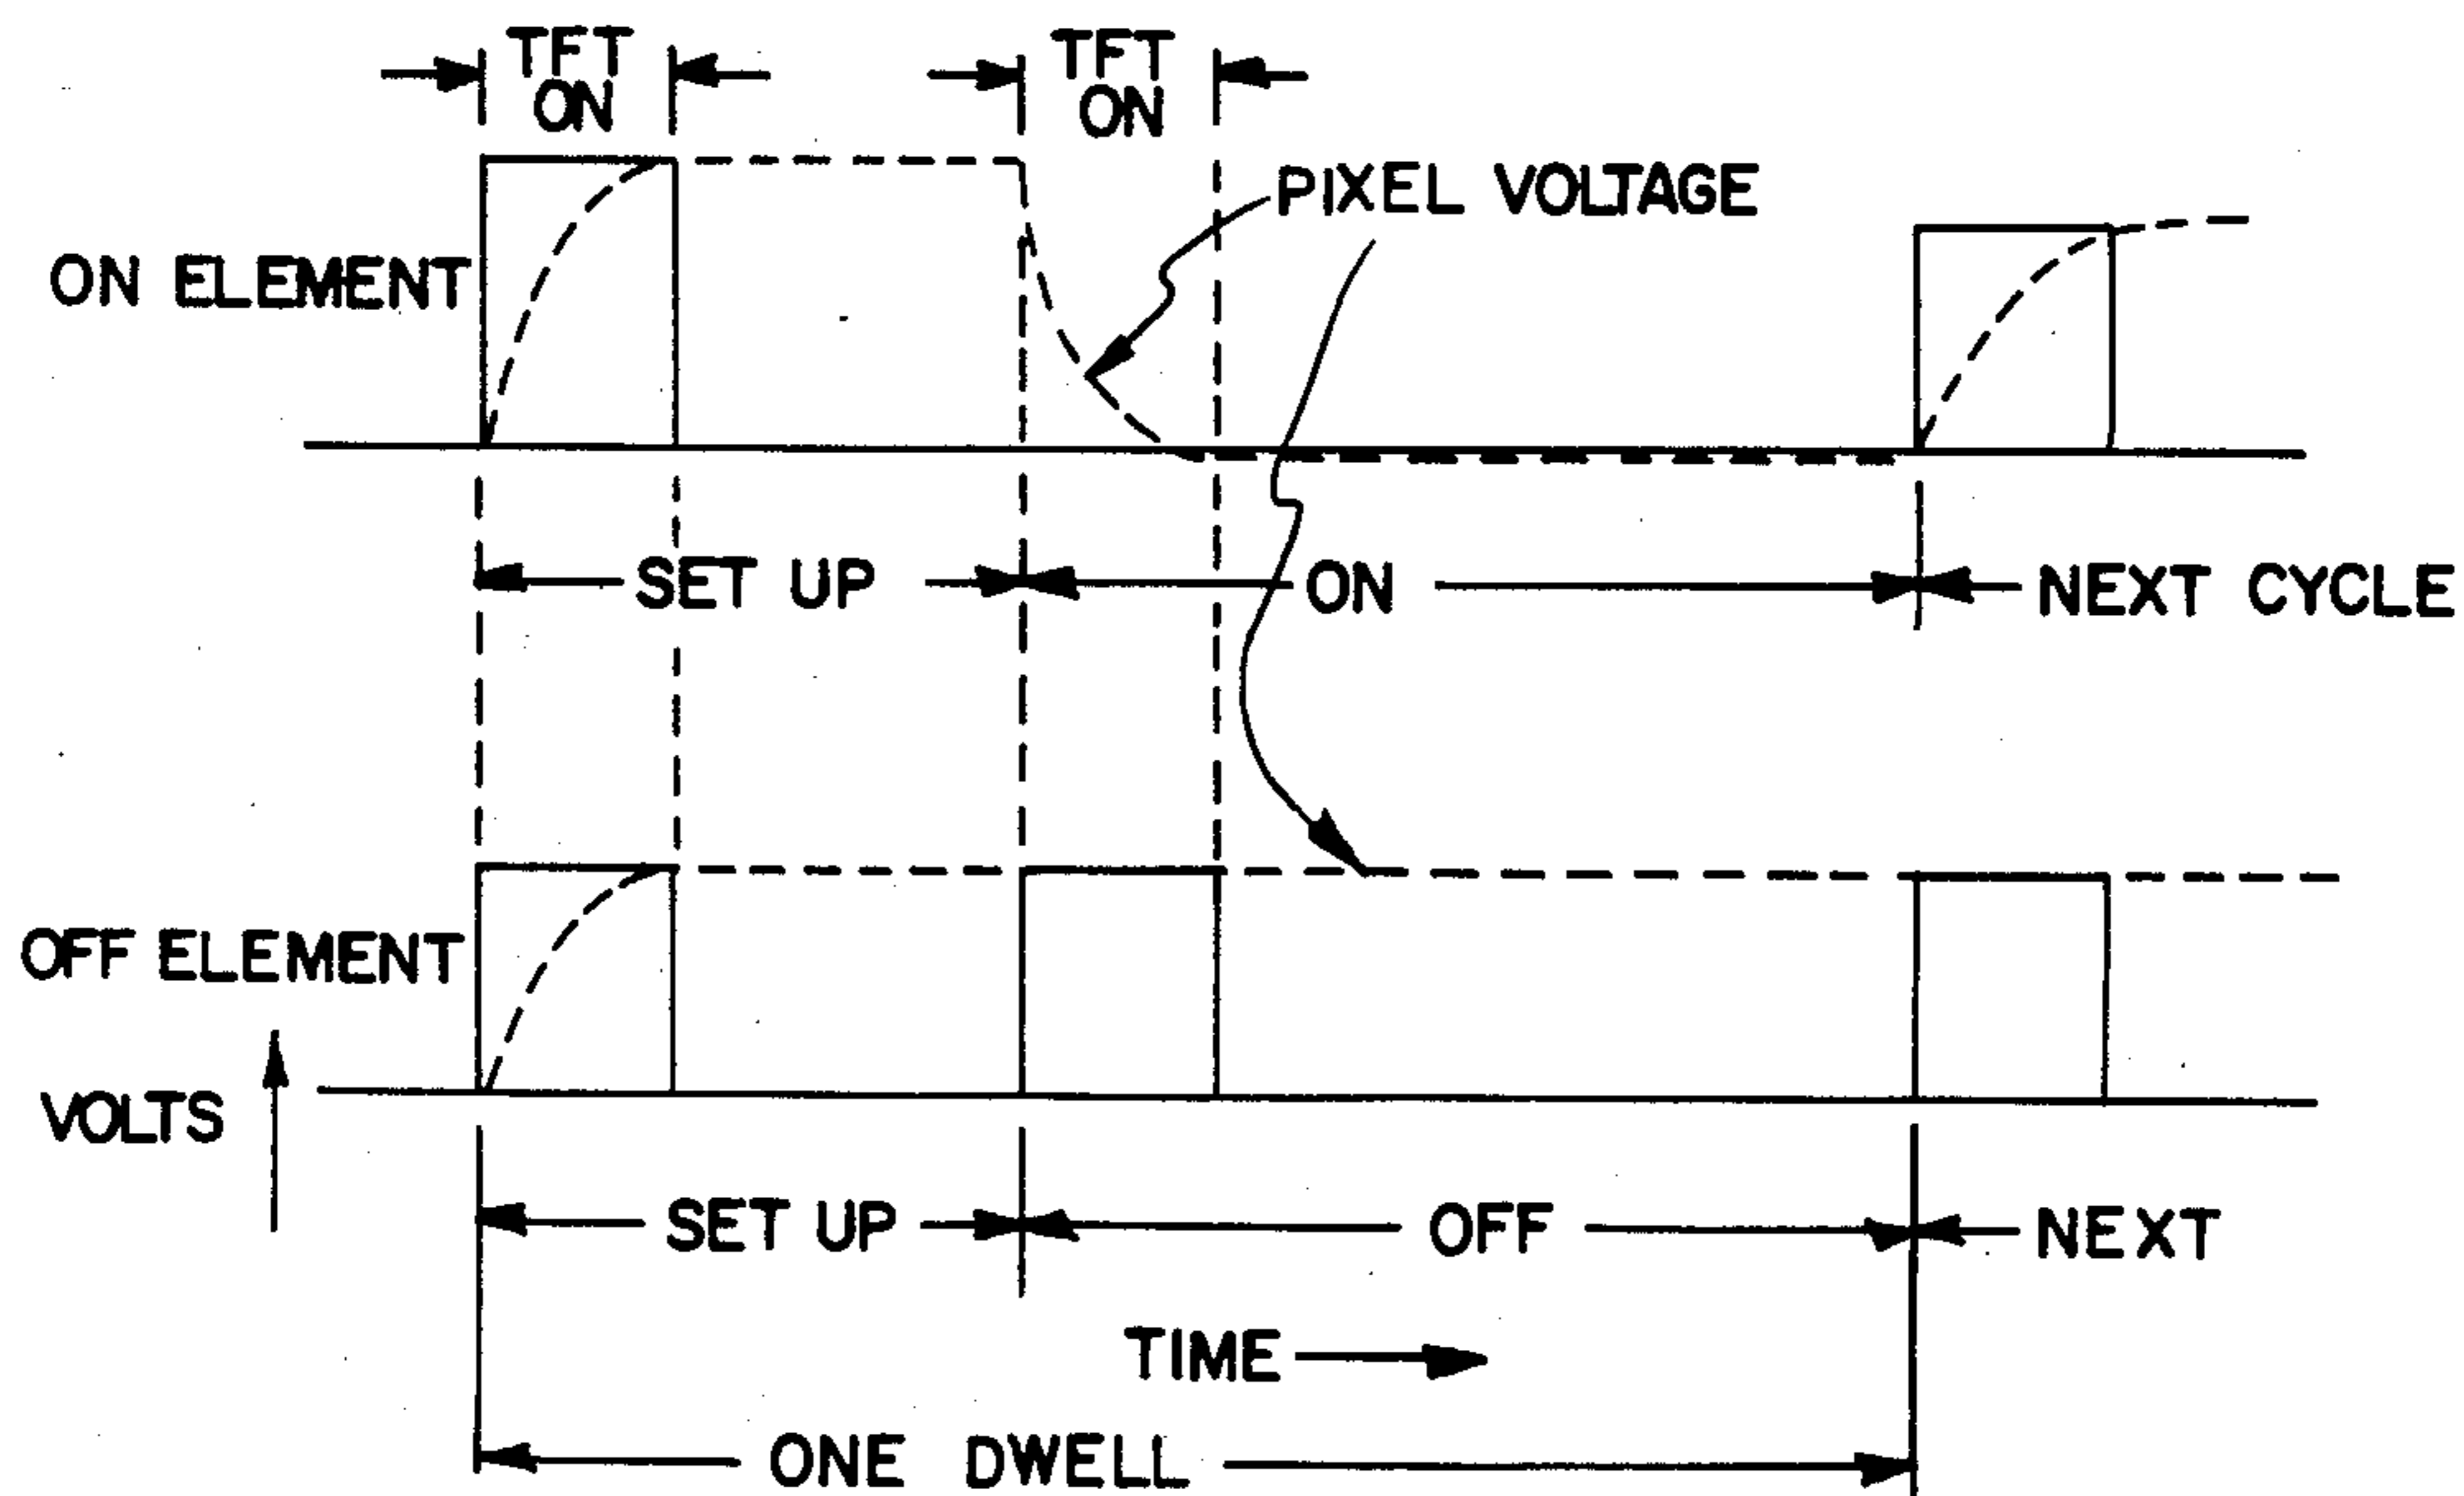 TFT
ON
TFT
ON
PIXEL VOLTAGE
ON ELEMENT
SET UP
ON
NEXT CYCLE
OFF ELEMENT
VOLTS
SET UP
OFF
NEXT
TIME
ONE DWELL